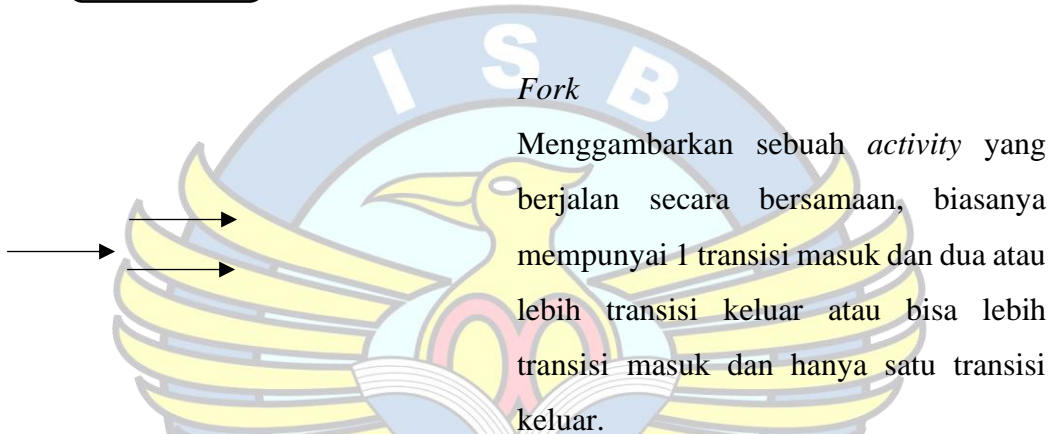 I S B
Fork
Menggambarkan sebuah activity yang
berjalan secara bersamaan, biasanya
mempunyai 1 transisi masuk dan dua atau
lebih transisi keluar atau bisa lebih
transisi masuk dan hanya satu transisi
keluar.